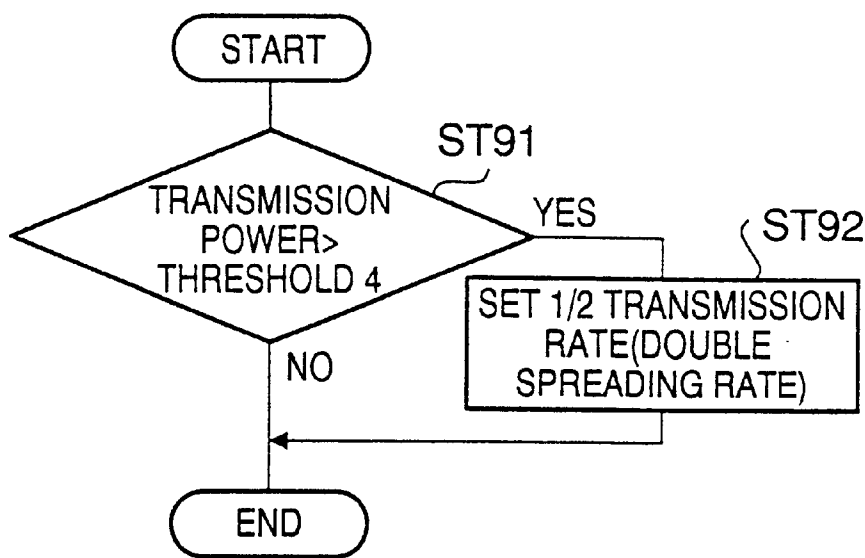 START
ST91
TRANSMISSION
POWER>
THRESHOLD 4
YES
ST92
SET 1/2 TRANSMISSION
RATE(DOUBLE
SPREADING RATE)
NO
END